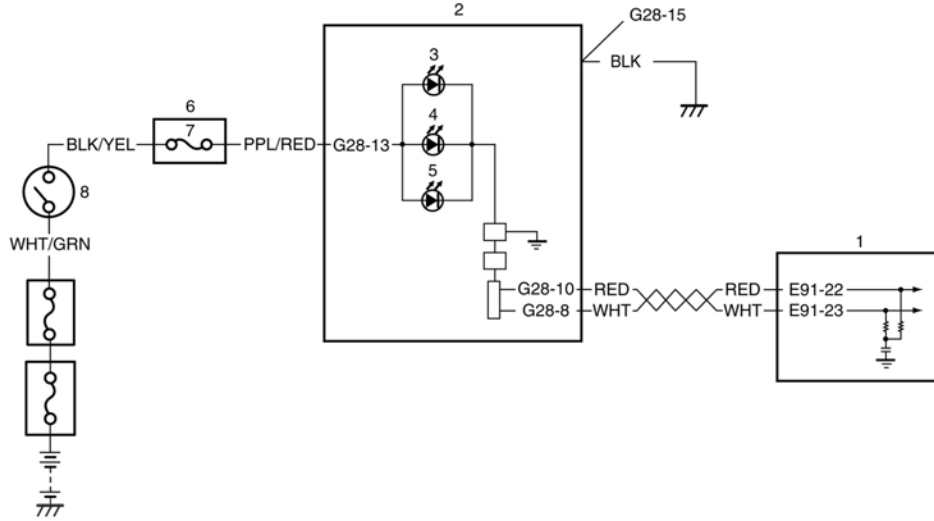 2
G28-15
3
BLK
6
4
7
BLK/YEL
PPL/RED
G28-13
5
8
WHT/GRN
1
G28-10
RED
RED
E91-22
G28-8
WHT
WHT
E91-23